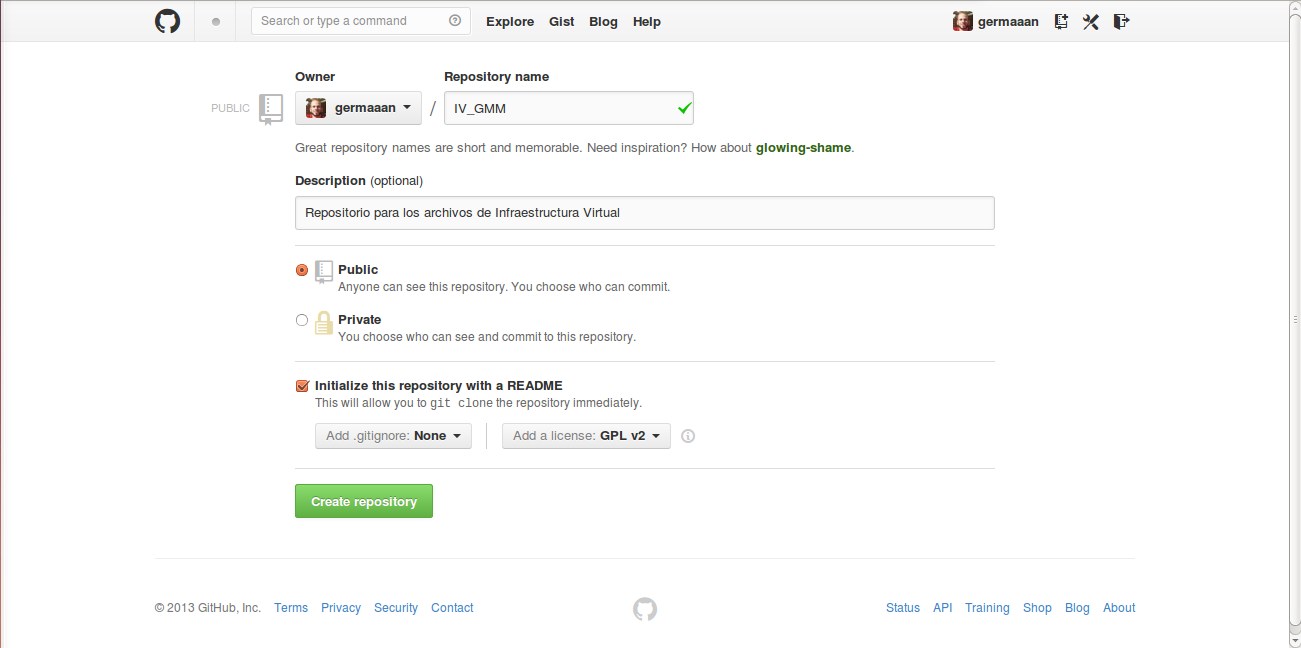 Search or type a command
Explore Gist Blog Help
germaaan
Owner Repository name
PUBLIC germaaan / IV_GMM
Great repository names are short and memorable. Need inspiration? How about glowing-shame.
Description (optional)
Repositorio para los archivos de Infraestructura Virtual
Public
Anyone can see this repository. You choose who can commit.
Private
You choose who can see and commit to this repository.
Initialize this repository with a README
This will allow you to git clone the repository immediately.
Add .gitignore: None Add a license: GPL v2
Create repository
© 2013 GitHub, Inc. Terms Privacy Security Contact Status API Training Shop Blog About